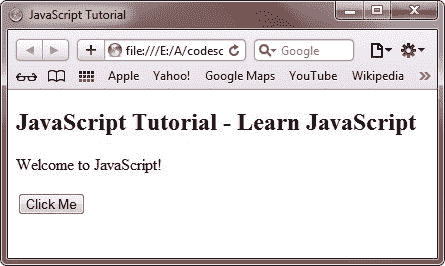 JavaScript Tutorial
file:///E:/A/codesc
Google
Apple Yahoo! Google Maps YouTube Wikipedia
JavaScript Tutorial - Learn JavaScript
Welcome to JavaScript!
Click Me